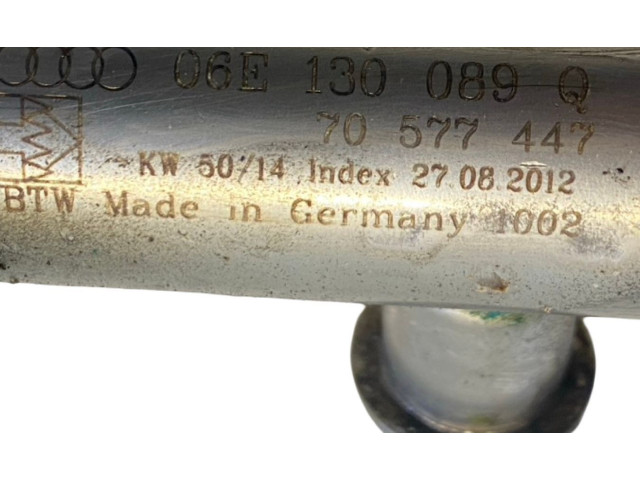 06E 130 089 Q
70 577 447
KW 50/14 Index 27.08.2012
BTW Made in Germany 1002